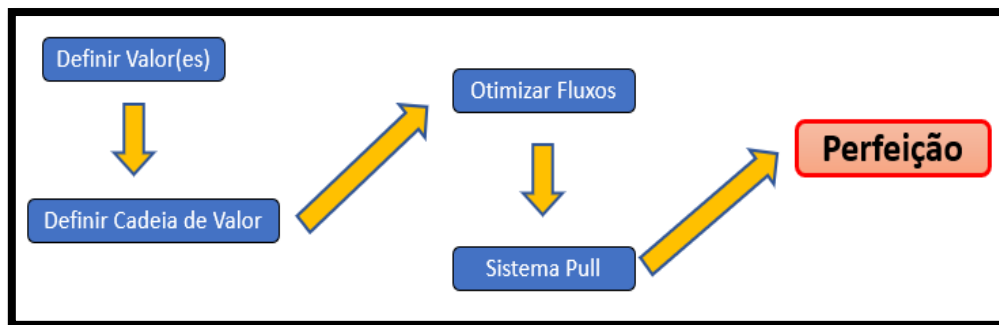 Definir Valor(es)
Definir Cadeia de Valor
Otimizar Fluxos
Sistema Pull
Perfeição